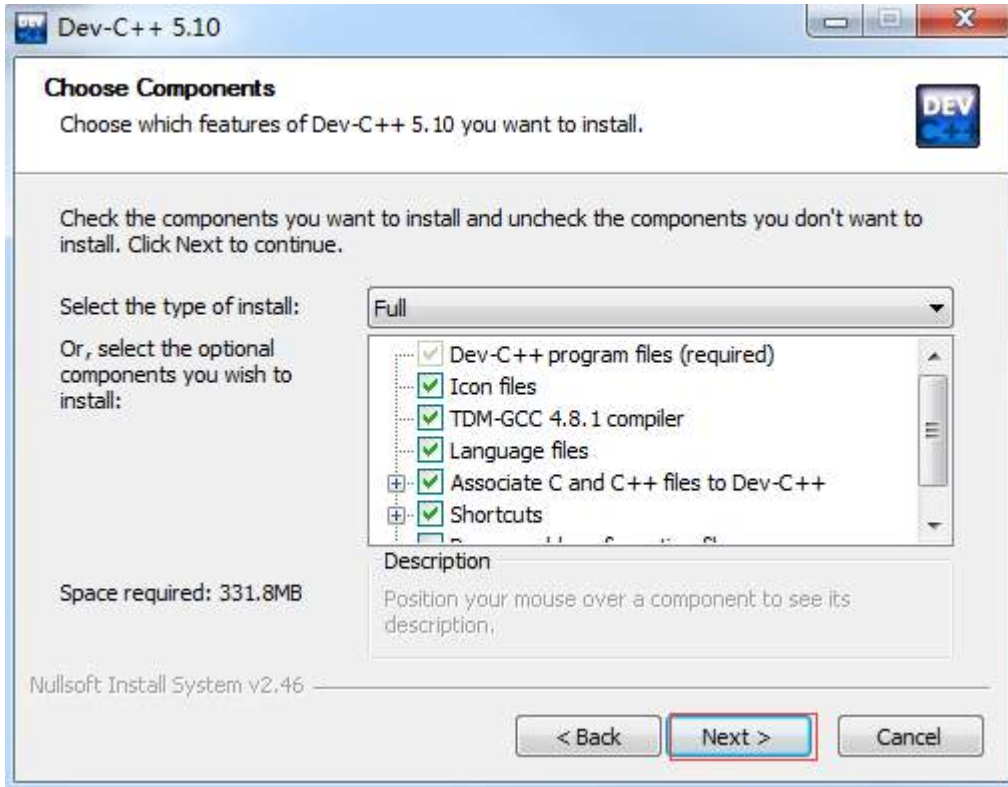 Dev-C++ 5.10
Choose Components
Choose which features of Dev-C++ 5.10 you want to install.
DEV
C++
Check the components you want to install and uncheck the components you don't want to
install. Click Next to continue.
Select the type of install:
Full
Or, select the optional
components you wish to
install:
Dev-C++ program files (required)
Icon files
TDM-GCC 4.8.1 compiler
Language files
Associate C and C++ files to Dev-C++
Shortcuts
Space required: 331.8MB
Description
Position your mouse over a component to see its
description.
Nullsoft Install System v2.46
< Back
Next >
Cancel